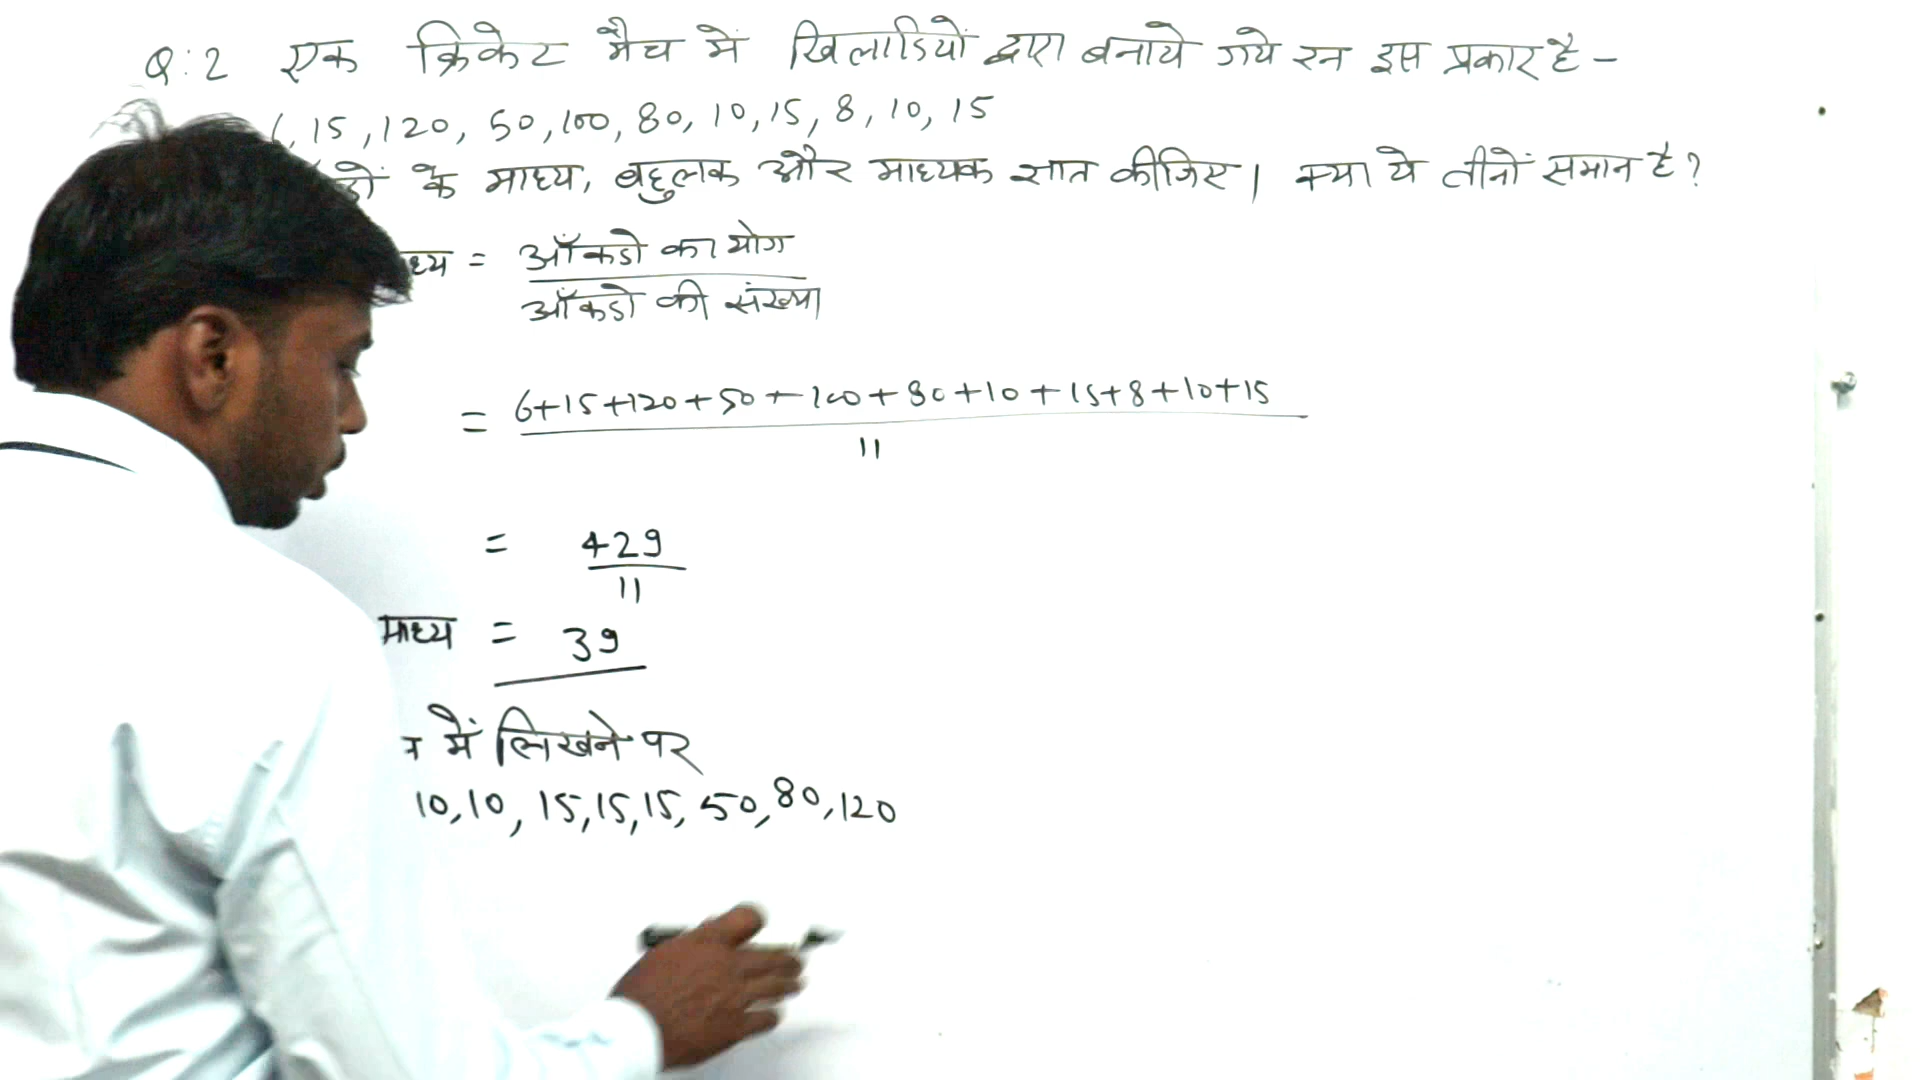 Q:2 एक क्रिकेट मैच में खिलाडियों द्वारा बनाये गये रन इस प्रकार है -
, 15, 120, 50, 100, 80, 10, 15, 8, 10, 15
के माध्य, बहुलक और माध्यक ज्ञात कीजिए। क्या ये तीनों समान है?
= आँकडो का योग
आँकडो की संख्या
= 6+15+120+50+100+80+10+15+8+10+15
11
= 429
11
माध्य = 39
में लिखने पर
10, 10, 15, 15, 15, 50, 80, 120